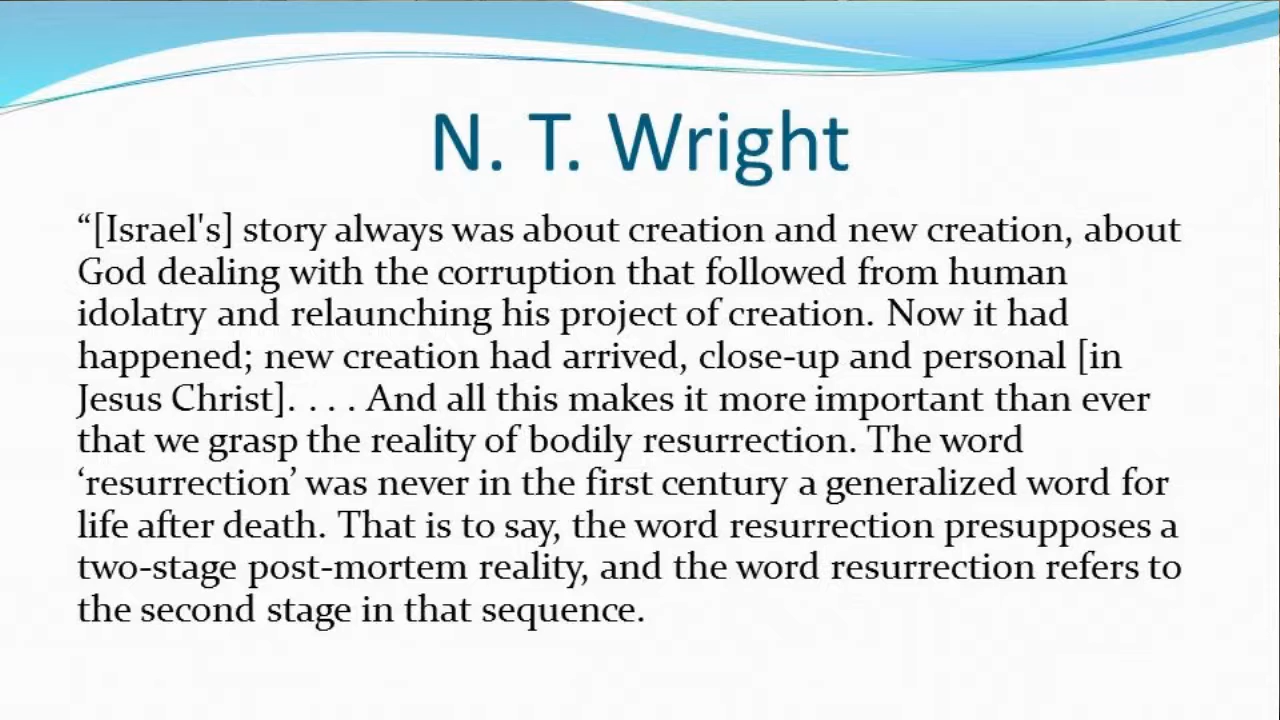 N. T. Wright
“[Israel's] story always was about creation and new creation, about
God dealing with the corruption that followed from human
idolatry and relaunching his project of creation. Now it had
happened; new creation had arrived, close-up and personal [in
Jesus Christ]. . . . And all this makes it more important than ever
that we grasp the reality of bodily resurrection. The word
‘resurrection’ was never in the first century a generalized word for
life after death. That is to say, the word resurrection presupposes a
two-stage post-mortem reality, and the word resurrection refers to
the second stage in that sequence.